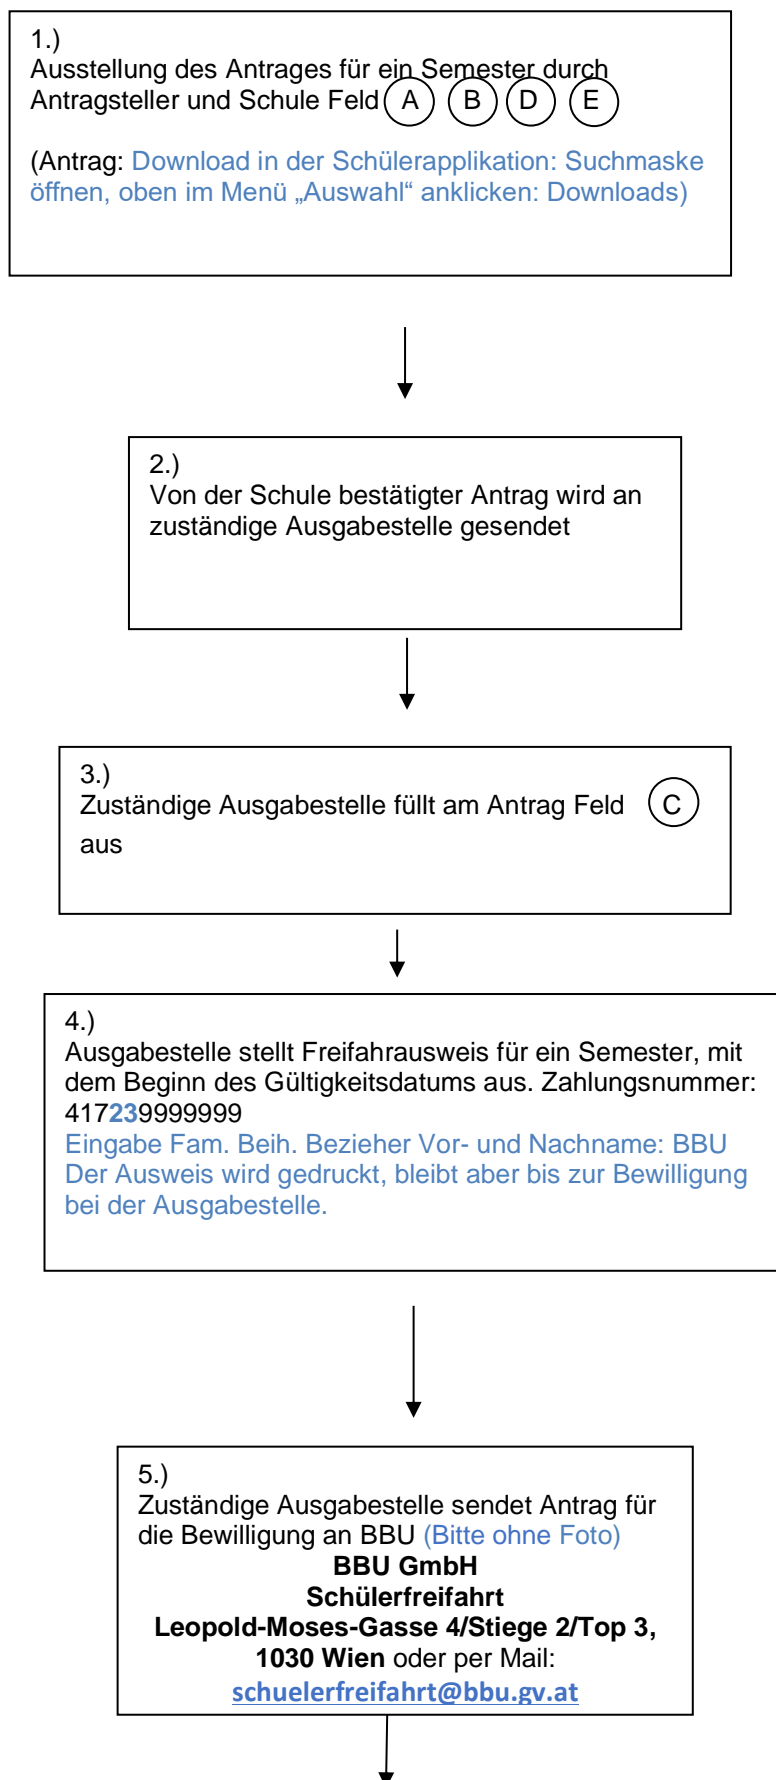 1.)
Ausstellung des Antrages für ein Semester durch
Antragsteller und Schule Feld A B D E
(Antrag: Download in der Schülerapplikation: Suchmaske
öffnen, oben im Menü „Auswahl“ anklicken: Downloads)
2.)
Von der Schule bestätigter Antrag wird an
zuständige Ausgabestelle gesendet
3.)
Zuständige Ausgabestelle füllt am Antrag Feld C
aus
4.)
Ausgabestelle stellt Freifahrausweis für ein Semester, mit
dem Beginn des Gültigkeitsdatums aus. Zahlungsnummer:
417239999999
Eingabe Fam. Beih. Bezieher Vor- und Nachname: BBU
Der Ausweis wird gedruckt, bleibt aber bis zur Bewilligung
bei der Ausgabestelle.
5.)
Zuständige Ausgabestelle sendet Antrag für
die Bewilligung an BBU (Bitte ohne Foto)
BBU GmbH
Schülerfreifahrt
Leopold-Moses-Gasse 4/Stiege 2/Top 3,
1030 Wien oder per Mail:
schuelerfreifahrt@bbu.gv.at